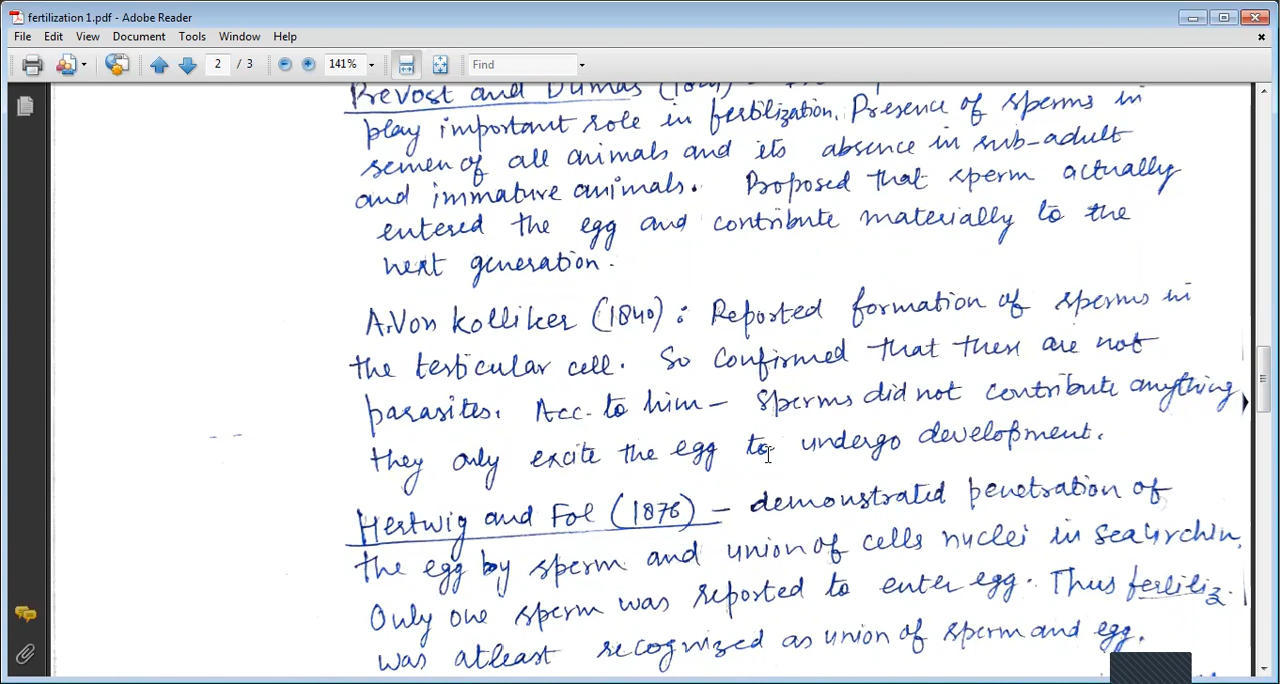 fertilization 1.pdf - Adobe Reader
File Edit View Document Tools Window Help
2 / 3 141% Find
Prevost and Dumas
play important role in fertilization. Presence of sperms in
semen of all animals and its absence in sub-adult
and immature animals. Proposed that sperm actually
entered the egg and contribute materially to the
next generation.
A.Von Kolliker (1840) : Reported formation of sperms in
the testicular cell. So confirmed that these are not
parasites. Acc. to him - sperms did not contribute anything
they only excite the egg to undergo development.
Hertwig and Fol (1876) - demonstrated penetration of
the egg by sperm and union of cells nuclei in Sea Urchin.
Only one sperm was reported to enter egg. Thus fertiliz.
was atleast recognized as union of sperm and egg.